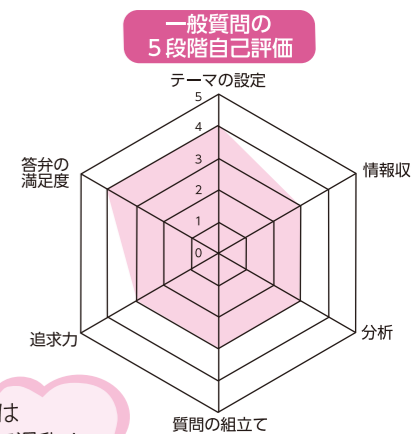 一般質問の
５段階自己評価
テーマの設定
5
4
3
2
1
0
答弁の
満足度
情報収
追求力
分析
質問の組立て
は